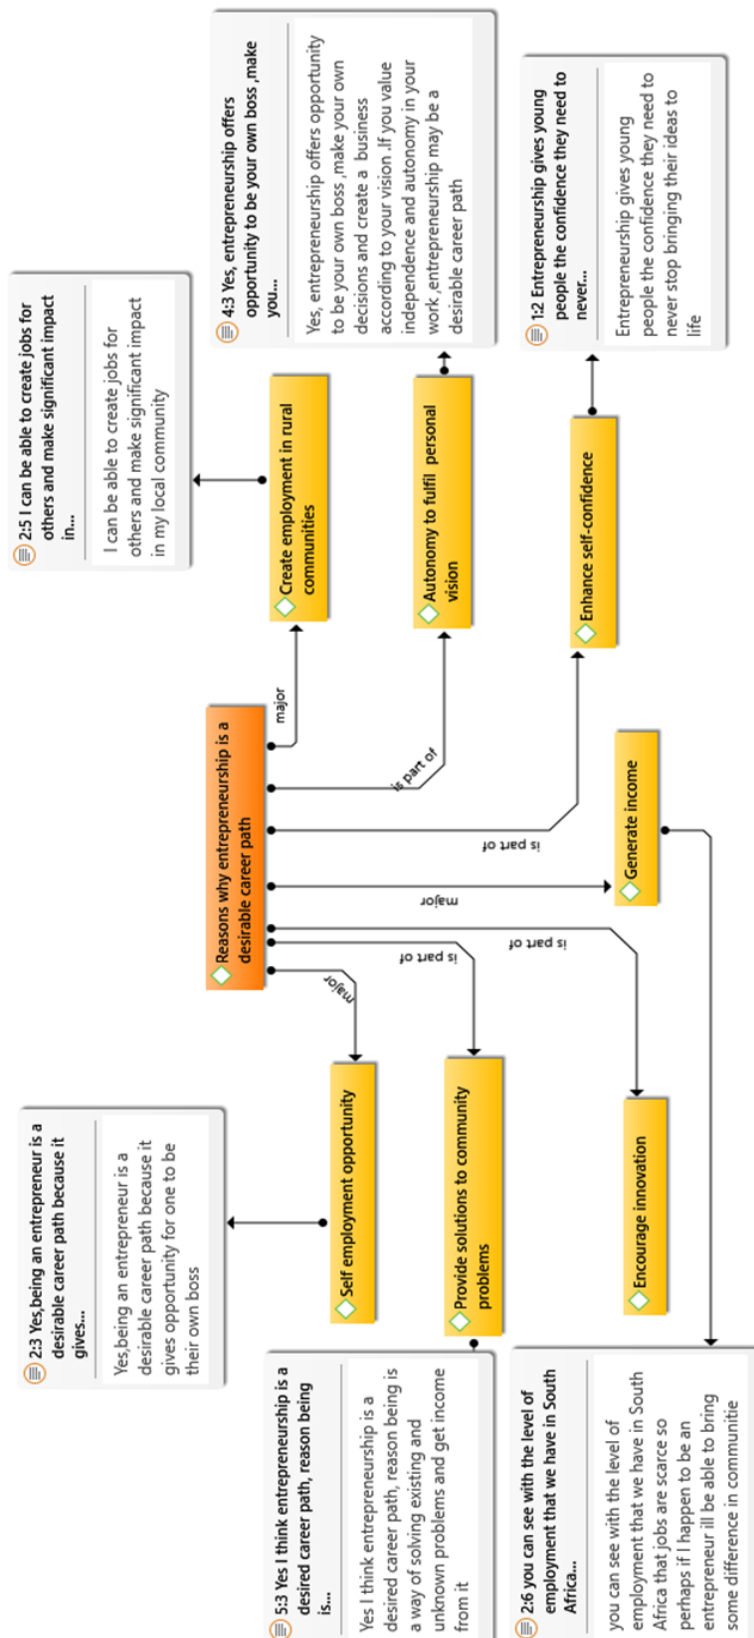 2:3 Yes,being an entrepreneur is a
desirable career path because it
gives...
Yes,being an entrepreneur is a
desirable career path because it
gives opportunity for one to be
their own boss
2:5 I can be able to create jobs for
others and make significant impact
in...
I can be able to create jobs for
others and make significant impact
in my local community
Reasons why entrepreneurship is a
desirable career path
major
is part of
is part of
major
is part of
is part of
major
Self employment opportunity
Create employment in rural
communities
4:3 Yes, entrepreneurship offers
opportunity to be your own boss ,make
you...
Yes, entrepreneurship offers opportunity
to be your own boss ,make your own
decisions and create a business
according to your vision .If you value
independence and autonomy in your
work ,entrepreneurship may be a
desirable career path
5:3 Yes I think entrepreneurship is a
desired career path, reason being
is...
Yes I think entrepreneurship is a
desired career path, reason being is
a way of solving existing and
unknown problems and get income
from it
Provide solutions to community
problems
Autonomy to fulfil personal
vision
2:6 you can see with the level of
employment that we have in South
Africa...
you can see with the level of
employment that we have in South
Africa that jobs are scarce so
perhaps if I happen to be an
entrepreneur ill be able to bring
some difference in communitie
Encourage innovation
Generate income
Enhance self-confidence
1:2 Entrepreneurship gives young
people the confidence they need to
never...
Entrepreneurship gives young
people the confidence they need to
never stop bringing their ideas to
life